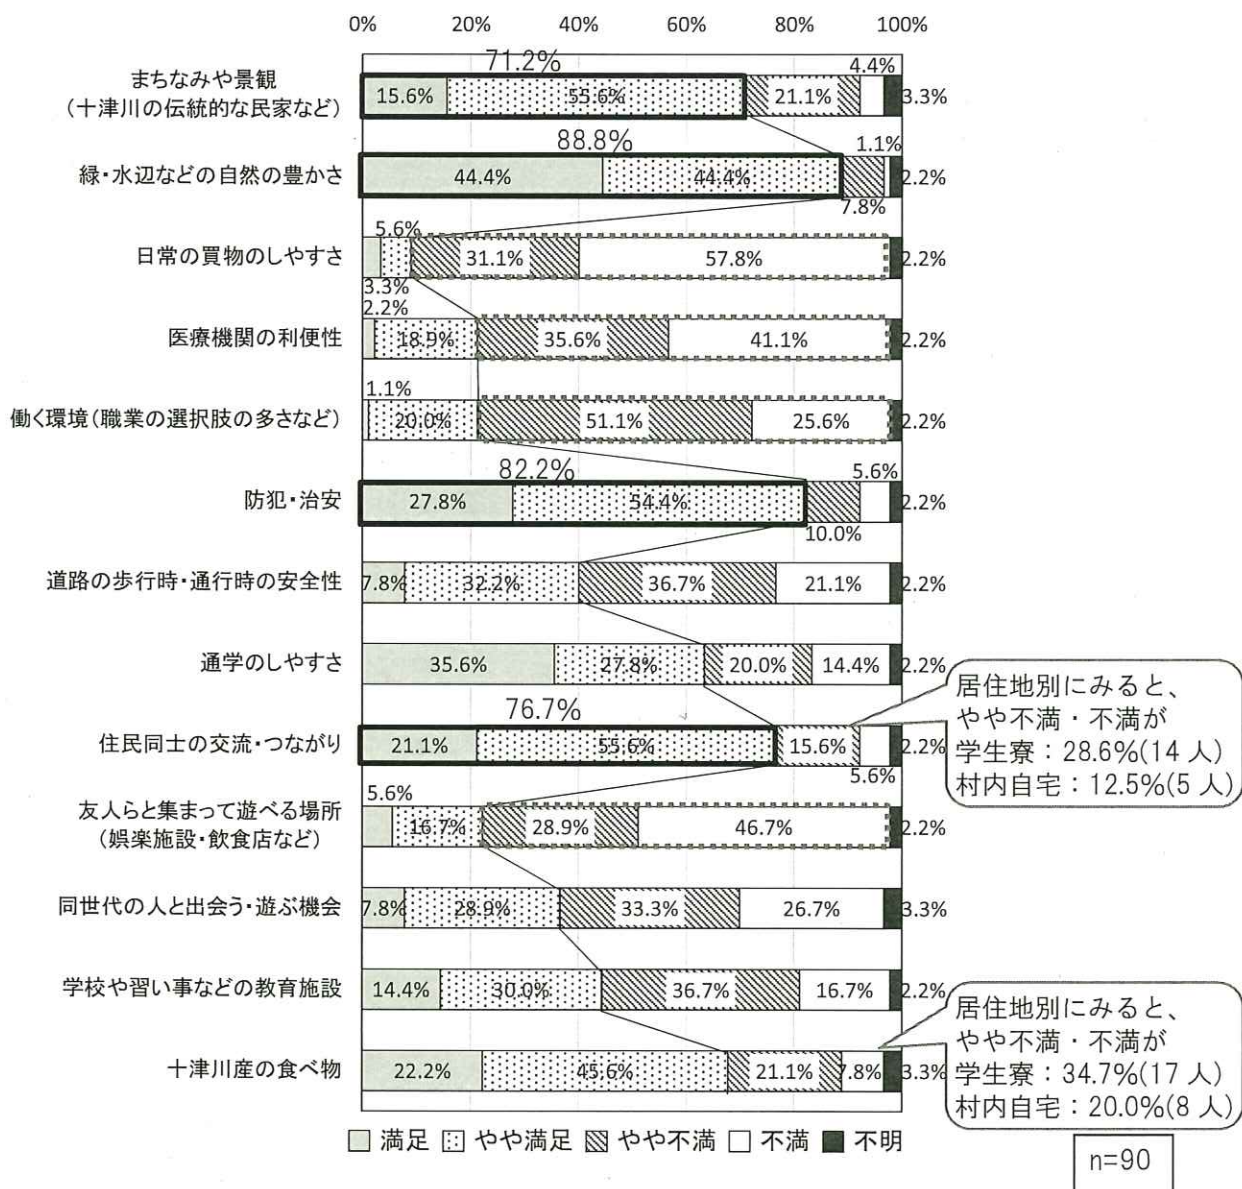 0% 20% 40% 60% 80% 100%
71.2%
まちなみや景観
（十津川の伝統的な民家など）
15.6% 55.6% 21.1% 4.4% 3.3%
88.8%
緑・水辺などの自然の豊かさ
44.4% 44.4% 7.8% 1.1% 2.2%
日常の買物のしやすさ
3.3% 5.6% 31.1% 57.8% 2.2%
医療機関の利便性
2.2% 18.9% 35.6% 41.1% 2.2%
働く環境（職業の選択肢の多さなど）
1.1% 20.0% 51.1% 25.6% 2.2%
82.2%
防犯・治安
27.8% 54.4% 10.0% 5.6% 2.2%
道路の歩行時・通行時の安全性
7.8% 32.2% 36.7% 21.1% 2.2%
通学のしやすさ
35.6% 27.8% 20.0% 14.4% 2.2%
76.7%
住民同士の交流・つながり
21.1% 55.6% 15.6% 5.6% 2.2%
居住地別にみると、
やや不満・不満が
学生寮：28.6%(14 人)
村内自宅：12.5%(5 人)
友人らと集まって遊べる場所
（娯楽施設・飲食店など）
5.6% 16.7% 28.9% 46.7% 2.2%
同世代の人と出会う・遊ぶ機会
7.8% 28.9% 33.3% 26.7% 3.3%
学校や習い事などの教育施設
14.4% 30.0% 36.7% 16.7% 2.2%
十津川産の食べ物
22.2% 45.6% 21.1% 7.8% 3.3%
居住地別にみると、
やや不満・不満が
学生寮：34.7%(17 人)
村内自宅：20.0%(8 人)
満足 やや満足 やや不満 不満 不明
n=90